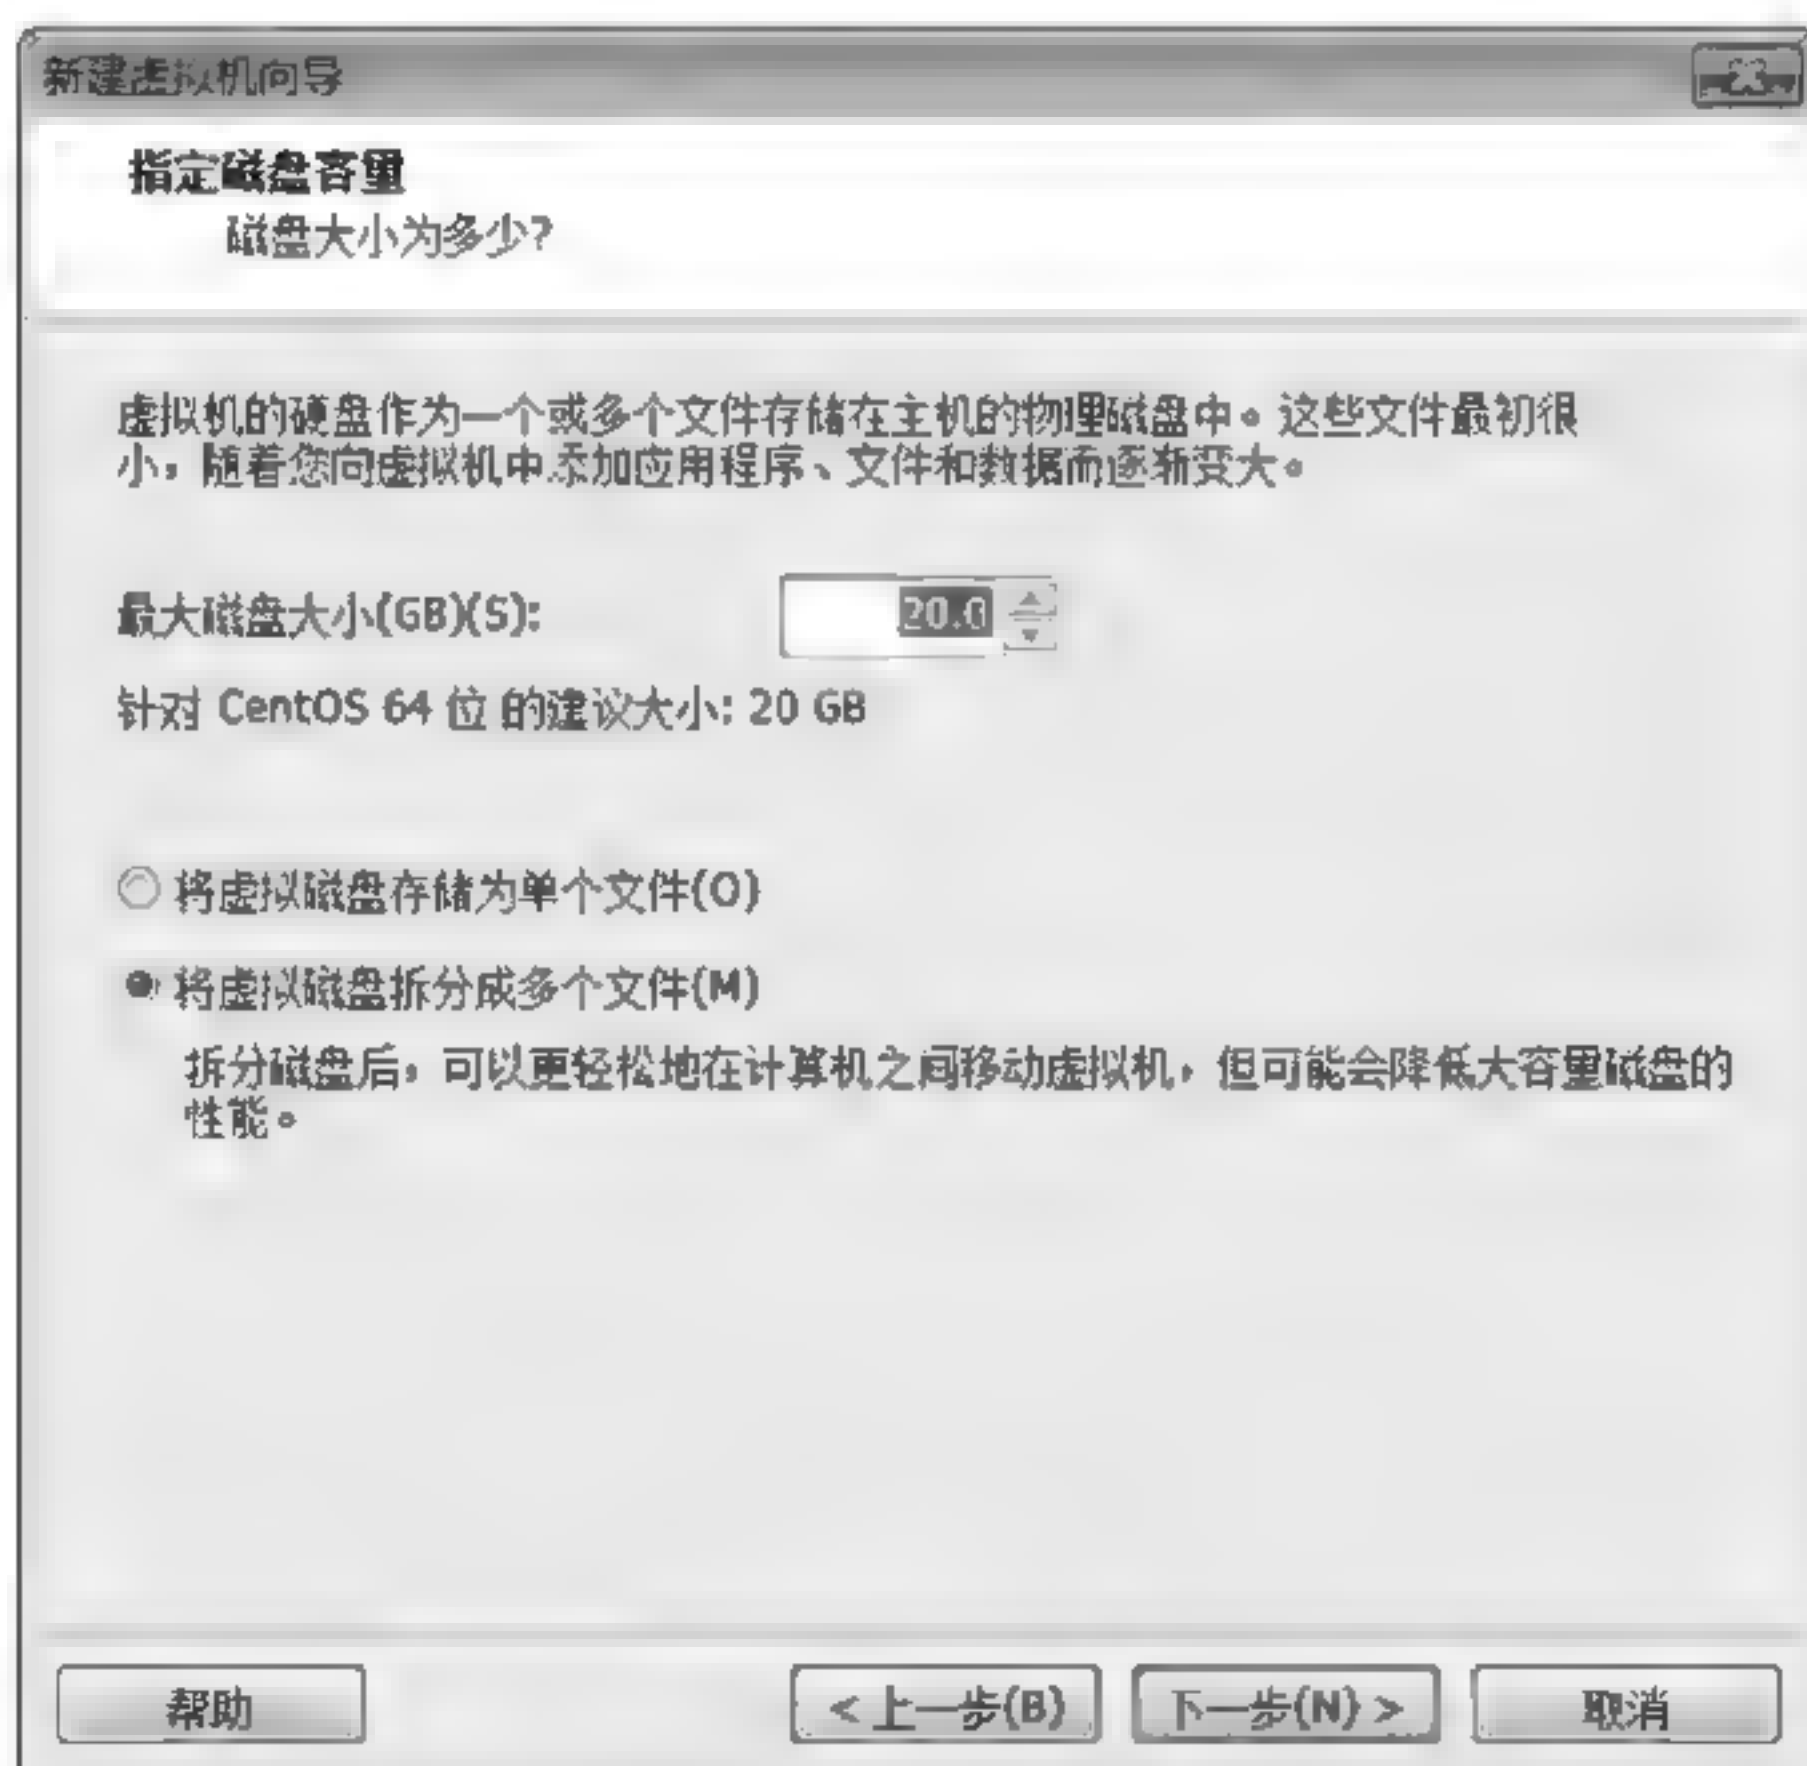 新建虚拟机向导
指定磁盘容量
磁盘大小为多少?
虚拟机的硬盘作为一个或多个文件存储在主机的物理磁盘中。这些文件最初很
小，随着您向虚拟机中添加应用程序、文件和数据而逐渐变大。
最大磁盘大小(GB)(S): 20.0
针对 CentOS 64 位 的建议大小: 20 GB
将虚拟磁盘存储为单个文件(O)
将虚拟磁盘拆分成多个文件(M)
拆分磁盘后，可以更轻松地在计算机之间移动虚拟机，但可能会降低大容量磁盘的
性能。
帮助 < 上一步(B) 下一步(N) > 取消